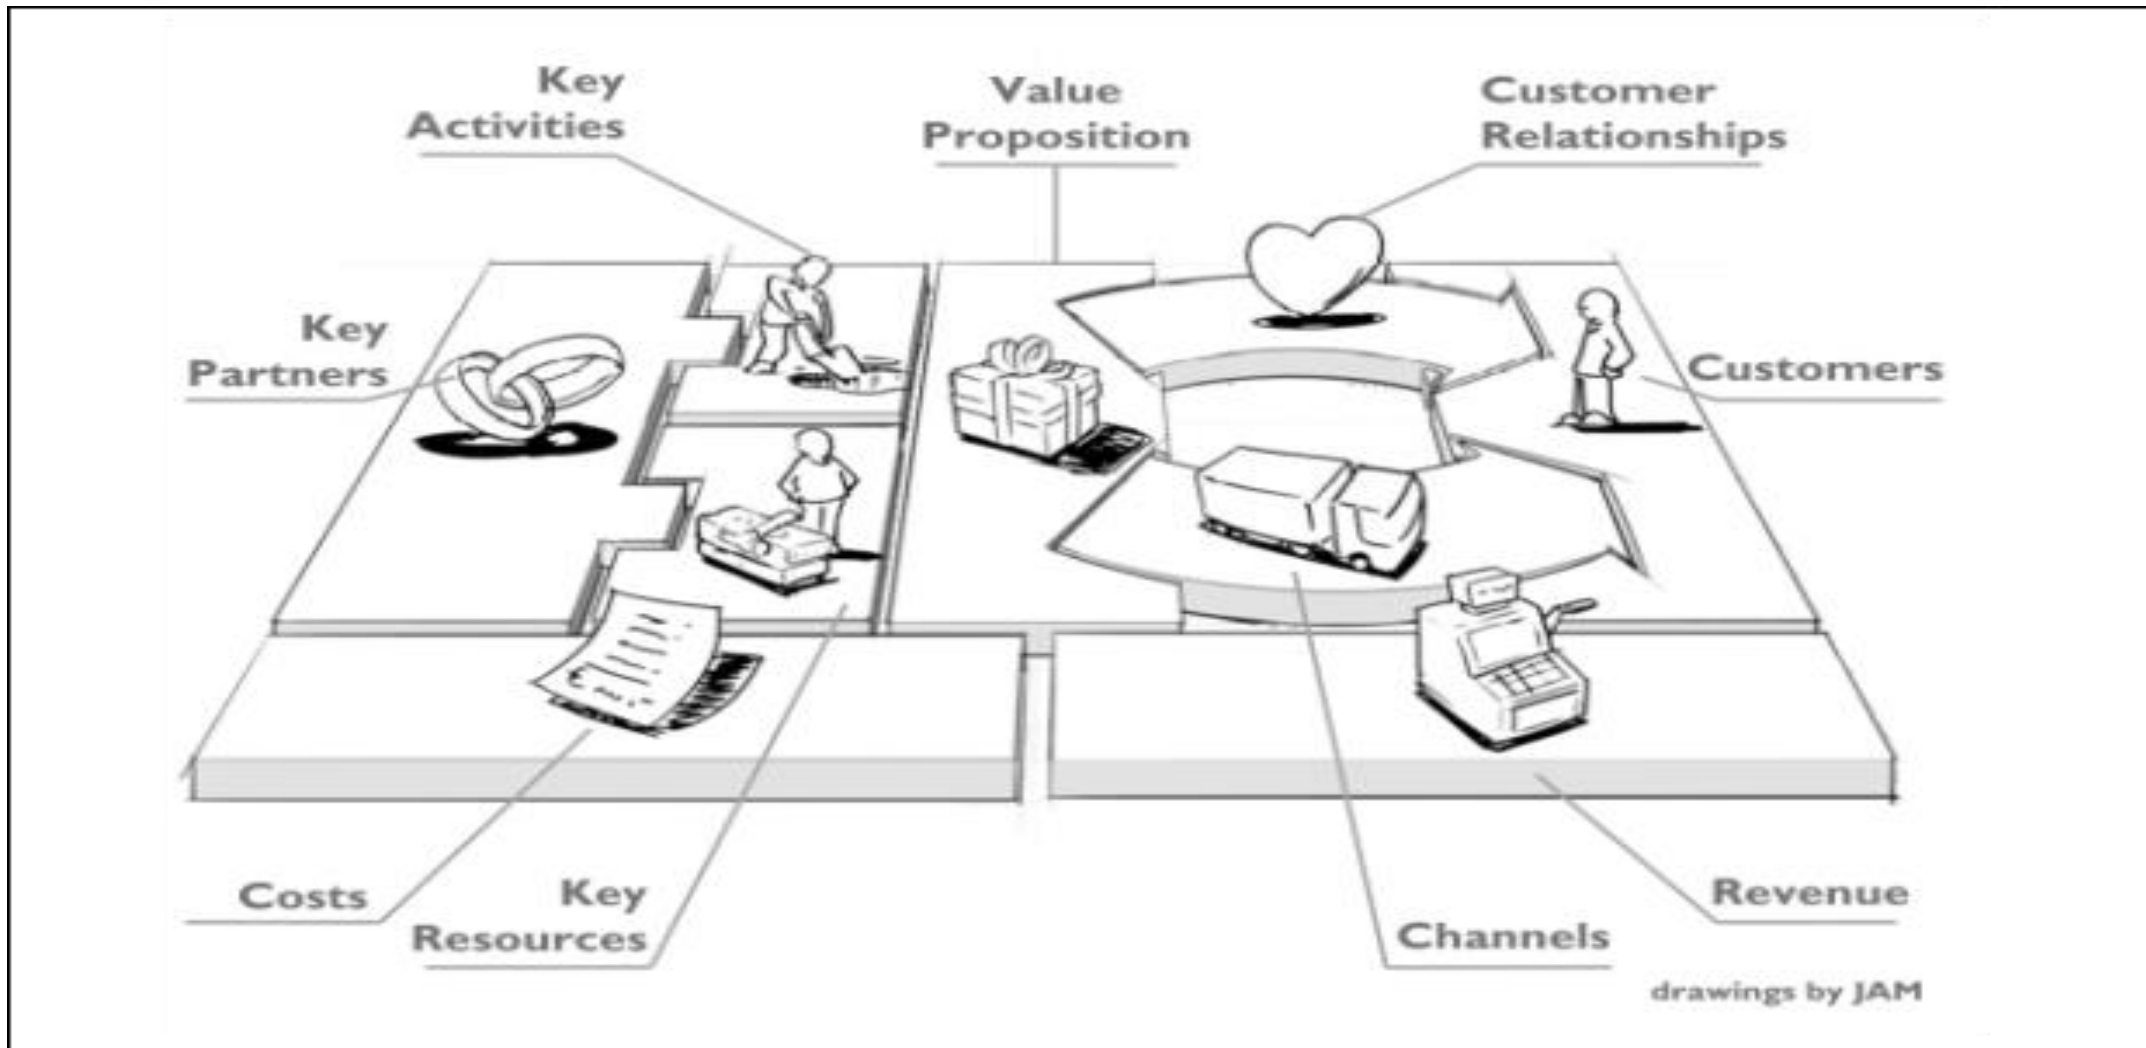 Key
Activities
Value
Proposition
Customer
Relationships
Key
Partners
Customers
Costs
Key
Resources
Channels
Revenue
drawings by JAM